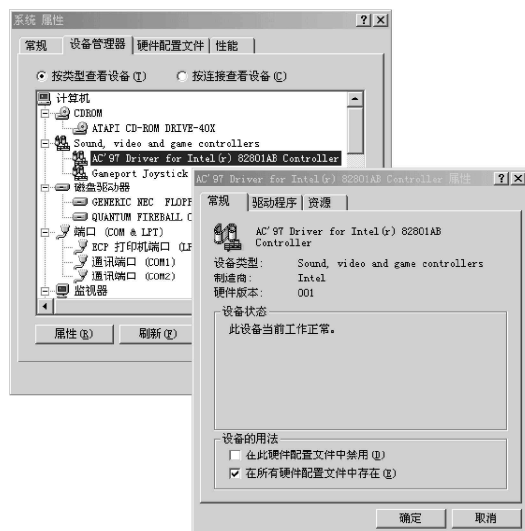 系统 属性
常规 设备管理器 硬件配置文件 性能
按类型查看设备(T) 按连接查看设备(C)
计算机
CDROM
ATAPI CD-ROM DRIVE-40X
Sound, video and game controllers
AC'97 Driver for Intel(r) 82801AB Controller
Gameport Joystick
磁盘驱动器
GENERIC NEC FLOPP
QUANTUM FIREBALL
端口 (COM & LPT)
ECP 打印机端口
通讯端口 (COM1)
通讯端口 (COM2)
监视器
属性(R) 刷新(F)
AC'97 Driver for Intel(r) 82801AB Controller 属性
常规 驱动程序 资源
AC'97 Driver for Intel(r) 82801AB
Controller
设备类型: Sound, video and game controllers
制造商: Intel
硬件版本: 001
设备状态
此设备当前工作正常。
设备的用法
在此硬件配置文件中禁用(D)
在所有硬件配置文件中存在(E)
确定 取消